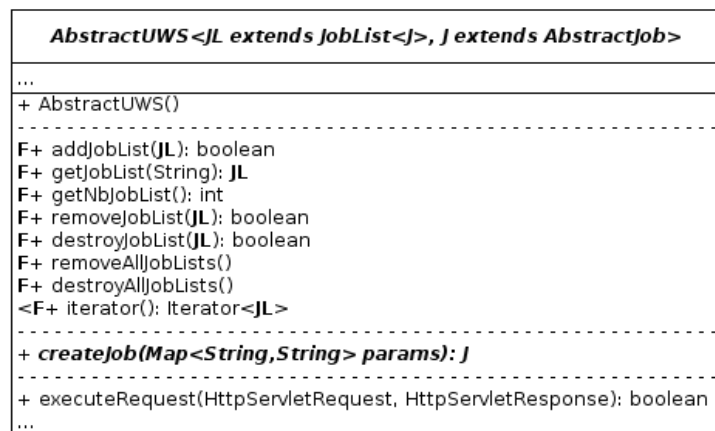 AbstractUWS<JL extends JobList<J>, J extends AbstractJob>
...
+ AbstractUWS()
F+ addJobList(JL): boolean
F+ getJobList(String): JL
F+ getNbJobList(): int
F+ removeJobList(JL): boolean
F+ destroyJobList(JL): boolean
F+ removeAllJobLists()
F+ destroyAllJobLists()
<F+ iterator(): Iterator<JL>
+ createJob(Map<String,String> params): J
+ executeRequest(HttpServletRequest, HttpServletResponse): boolean
...